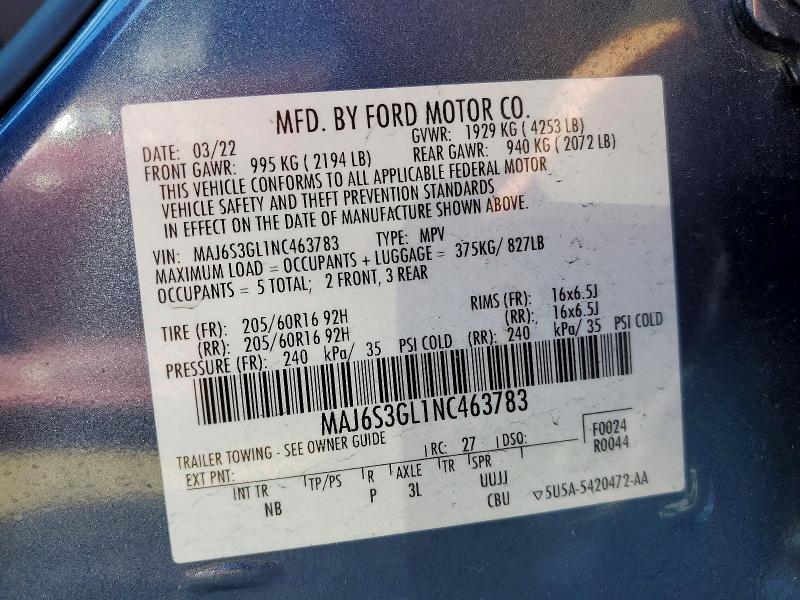 MFD. BY FORD MOTOR CO.
DATE: 03/22 GVWR: 1929 KG ( 4253 LB)
FRONT GAWR: 995 KG ( 2194 LB) REAR GAWR: 940 KG ( 2072 LB)
THIS VEHICLE CONFORMS TO ALL APPLICABLE FEDERAL MOTOR
VEHICLE SAFETY AND THEFT PREVENTION STANDARDS
IN EFFECT ON THE DATE OF MANUFACTURE SHOWN ABOVE.
VIN: MAJ6S3GL1NC463783 TYPE: MPV
MAXIMUM LOAD = OCCUPANTS + LUGGAGE = 375KG/ 827LB
OCCUPANTS = 5 TOTAL; 2 FRONT, 3 REAR
TIRE (FR): 205/60R16 92H RIMS (FR): 16x6.5J
(RR): 205/60R16 92H (RR): 16x6.5J
PRESSURE (FR): 240 kPa/ 35 PSI COLD (RR): 240 kPa/ 35 PSI COLD
MAJ6S3GL1NC463783
TRAILER TOWING - SEE OWNER GUIDE
F0024
R0044
EXT PNT: RC: 27 DSO:
INT TR TP/PS R AXLE TR SPR
NB P 3L UUJJ
CBU
▽5U5A-5420472-AA